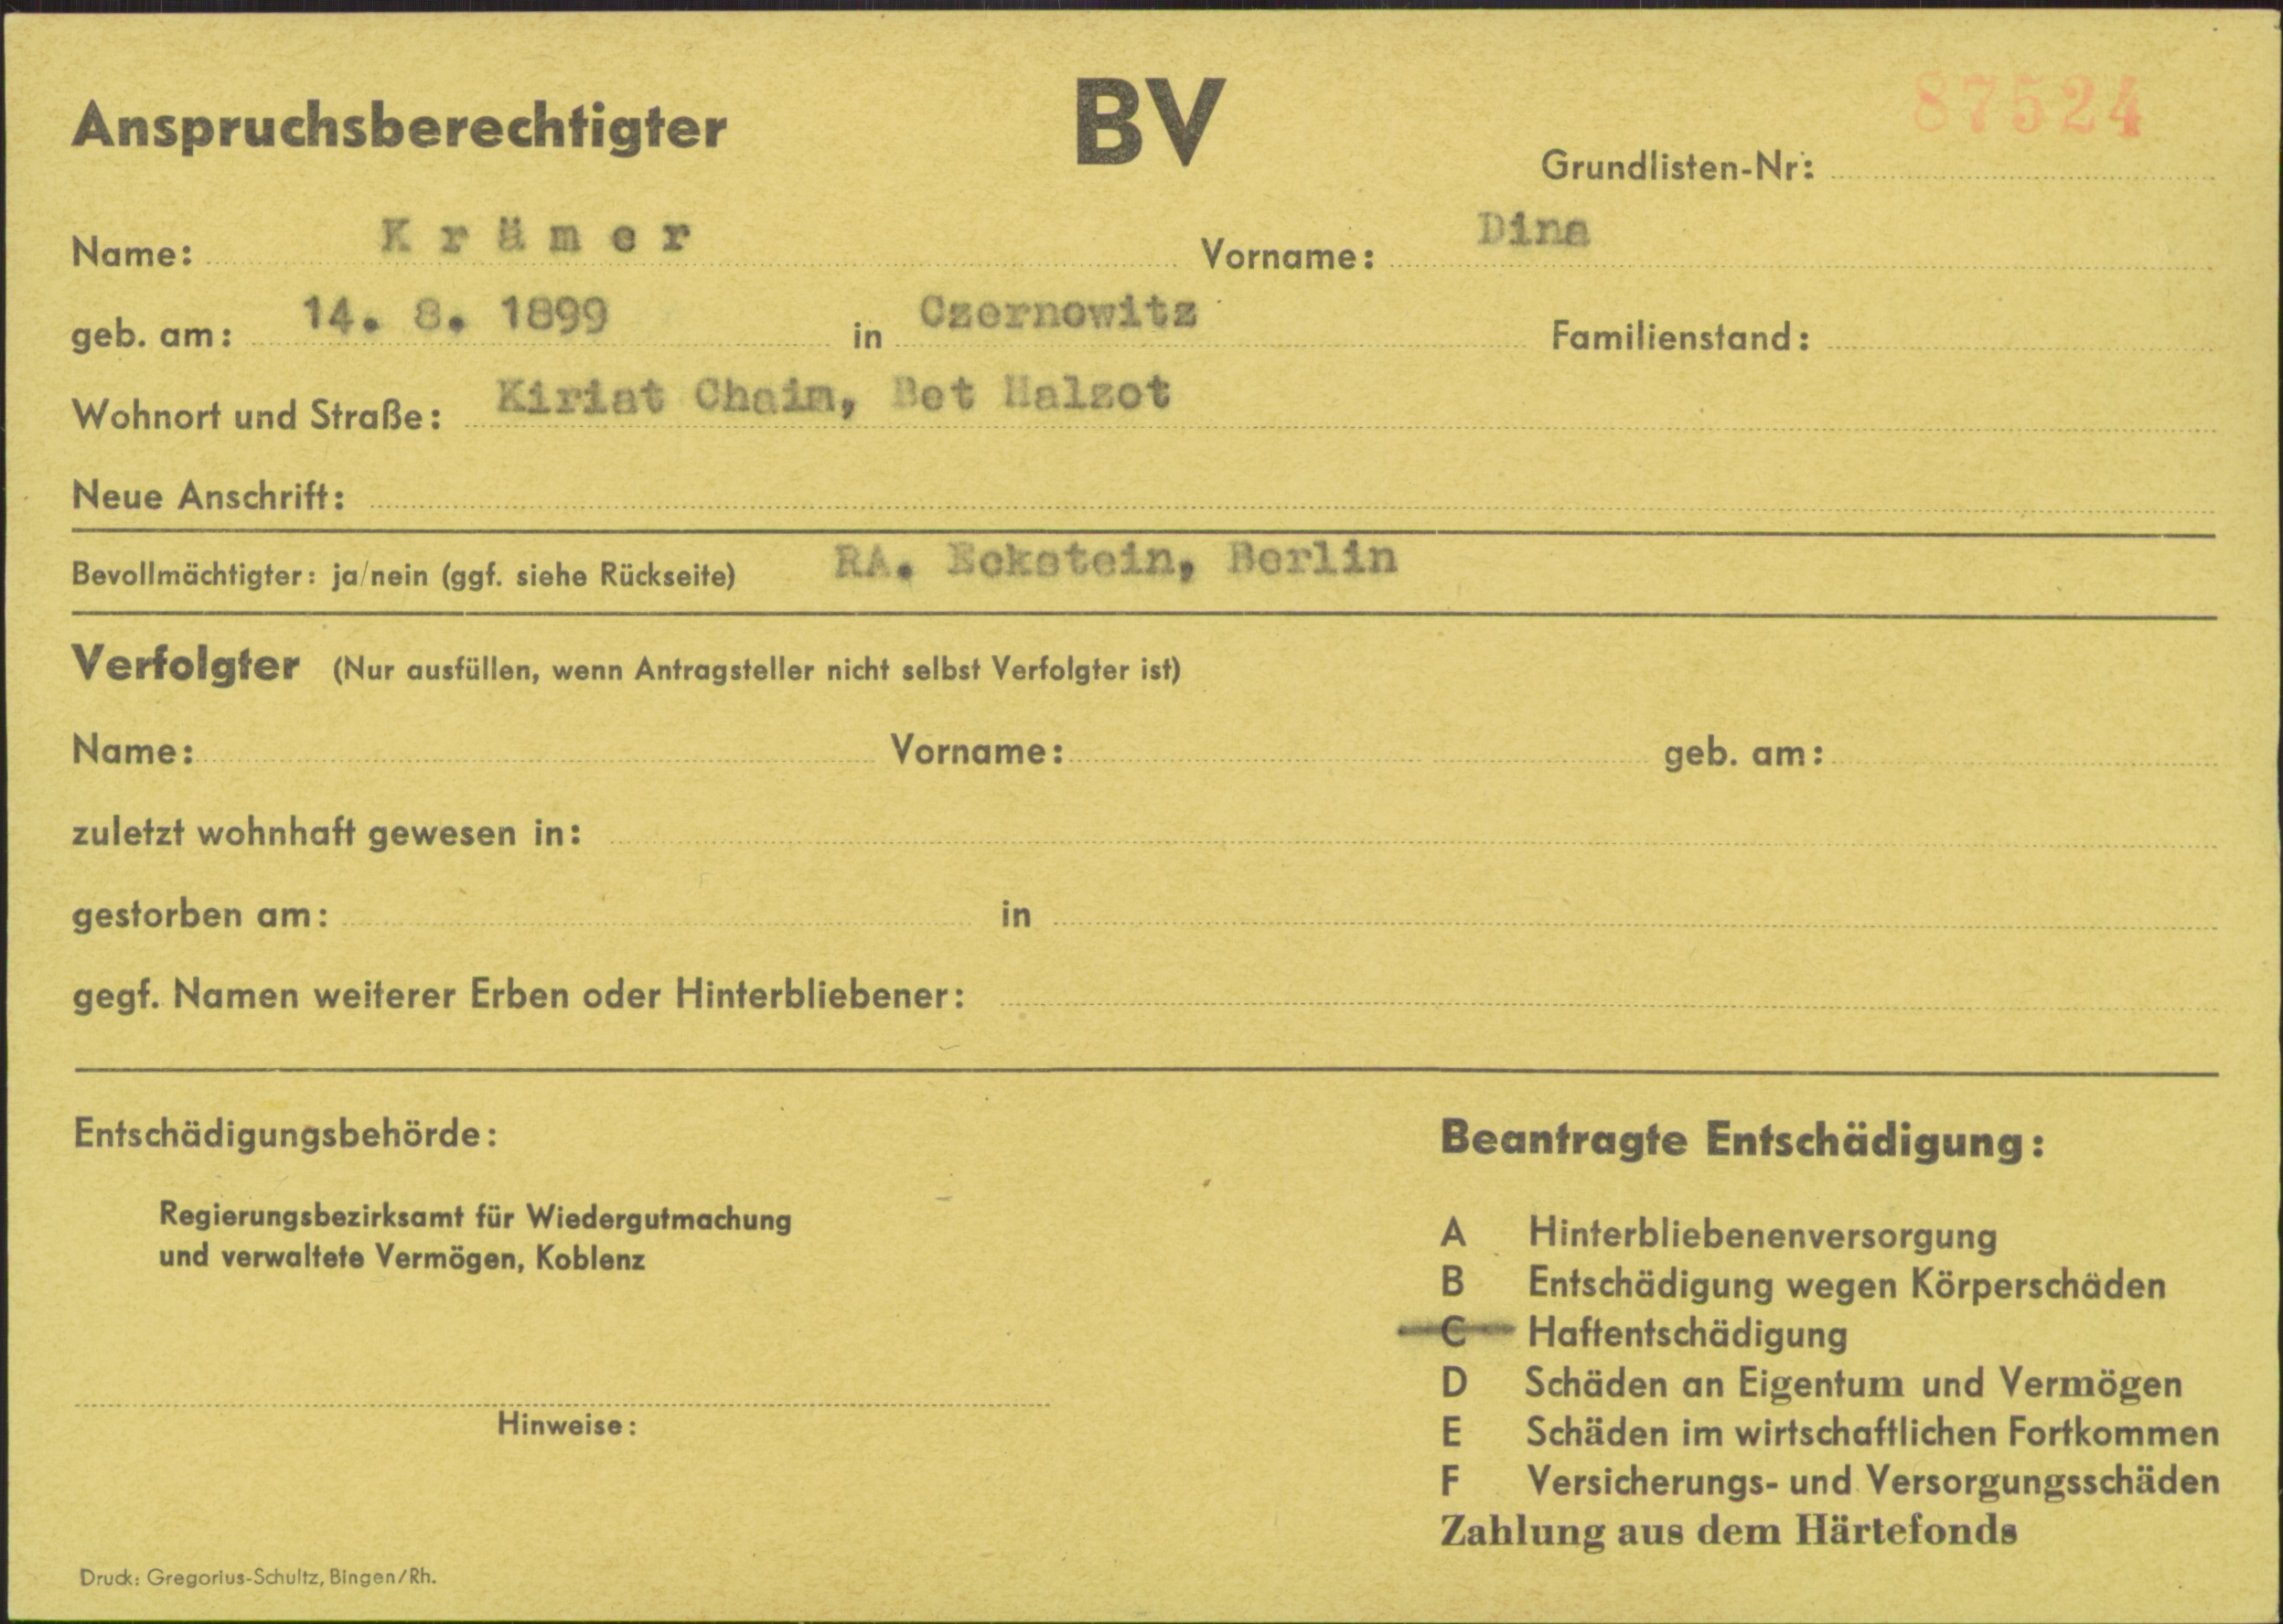 87524
Anspruchsberechtigter BV
Grundlisten-Nr:
Name: Krämer Vorname: Dina
geb. am: 14. 8. 1899 in Czernowitz Familienstand:
Wohnort und Straße: Kiriat Chaim, Bet Halzot
Neue Anschrift:
Bevollmächtigter: ja/nein (ggf. siehe Rückseite) RA. Eckstein, Berlin
Verfolgter (Nur ausfüllen, wenn Antragsteller nicht selbst Verfolgter ist)
Name: Vorname: geb. am:
zuletzt wohnhaft gewesen in:
gestorben am: in
gegf. Namen weiterer Erben oder Hinterbliebener:
Entschädigungsbehörde:
Regierungsbezirksamt für Wiedergutmachung
und verwaltete Vermögen, Koblenz
Hinweise:
Beantragte Entschädigung:
A Hinterbliebenenversorgung
B Entschädigung wegen Körperschäden
C Haftentschädigung
D Schäden an Eigentum und Vermögen
E Schäden im wirtschaftlichen Fortkommen
F Versicherungs- und Versorgungsschäden
Zahlung aus dem Härtefonds
Druck: Gregorius-Schultz, Bingen/Rh.